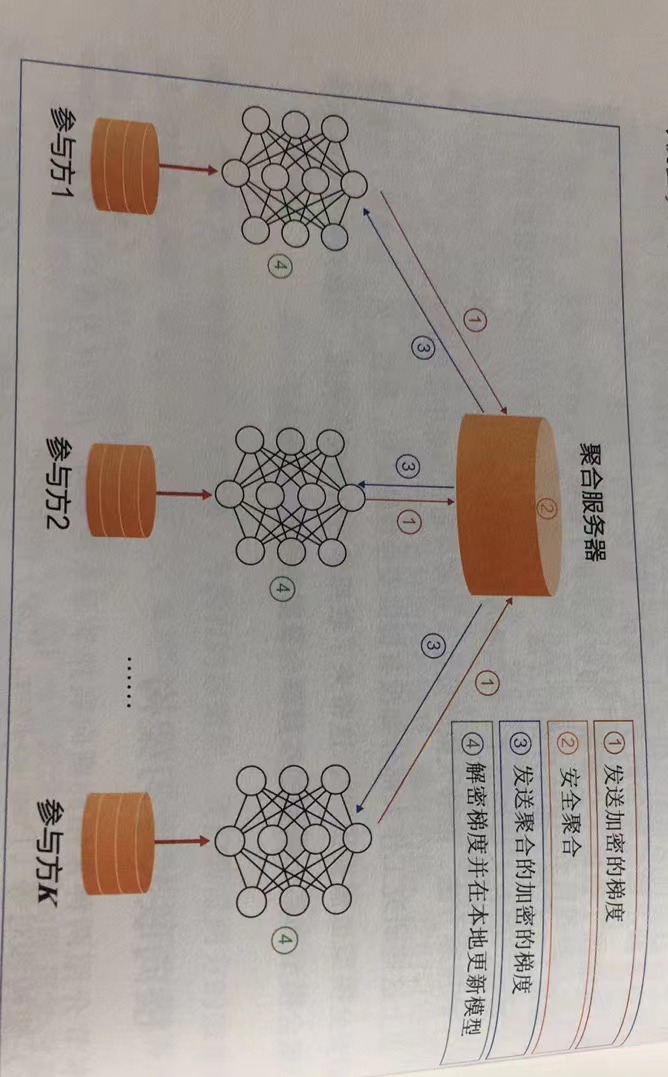 聚合服务器
②
① 发送加密的梯度
② 安全聚合
③ 发送聚合的加密的梯度
④ 解密梯度并在本地更新模型
①
③
③
①
①
③
④
④
④
……
参与方1
参与方2
参与方K